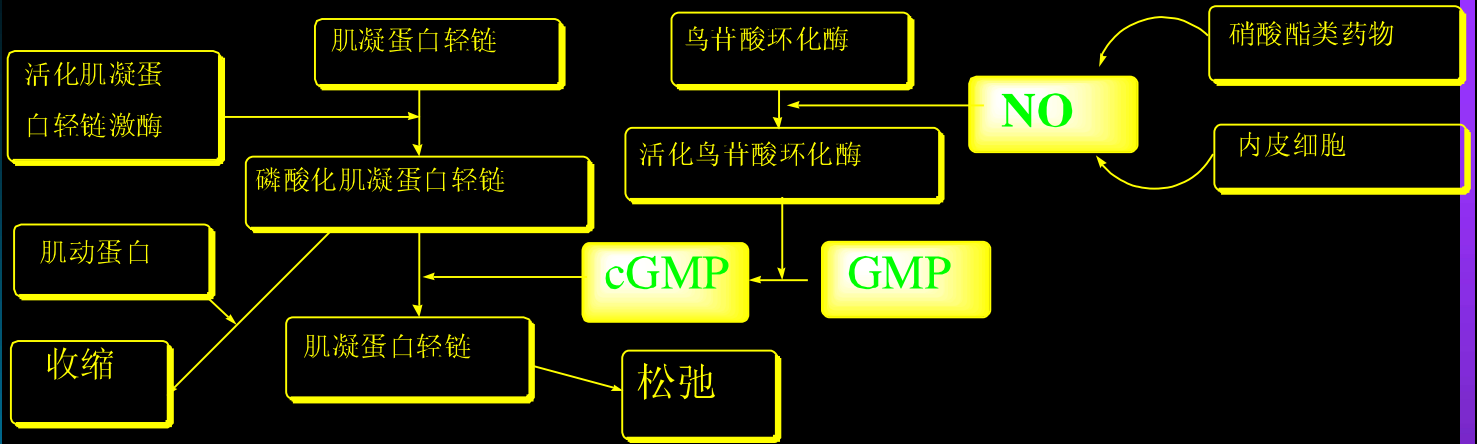 肌凝蛋白轻链
鸟苷酸环化酶
硝酸酯类药物
活化肌凝蛋
白轻链激酶
NO
内皮细胞
活化鸟苷酸环化酶
磷酸化肌凝蛋白轻链
肌动蛋白
cGMP
GMP
肌凝蛋白轻链
收缩
松弛